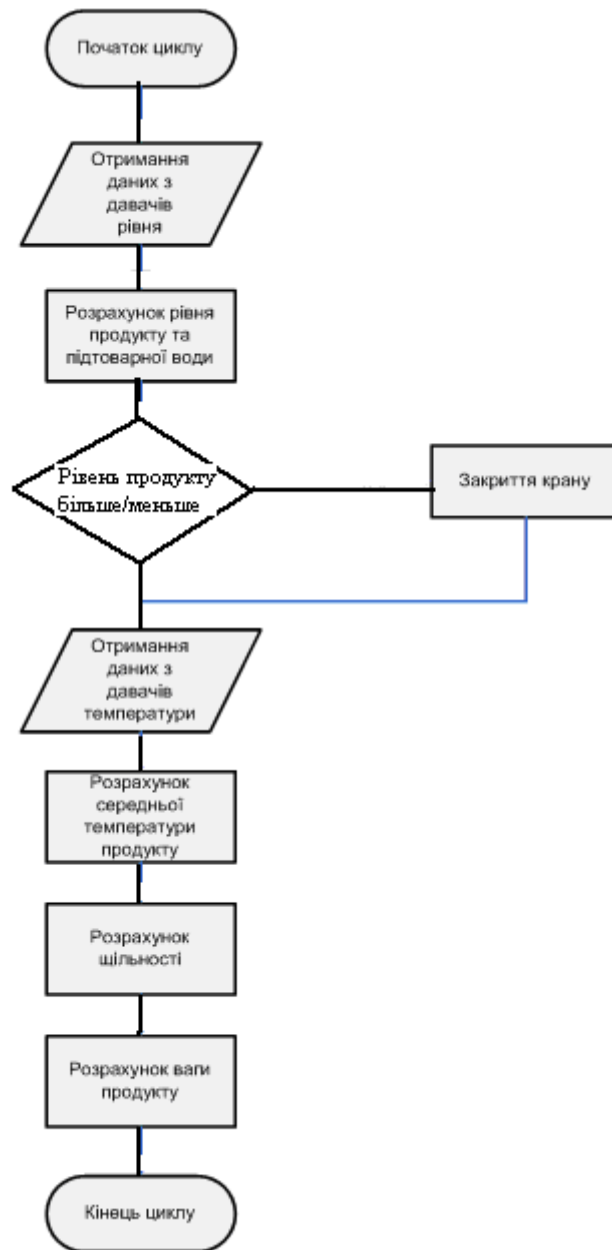 Початок циклу
Отримання
даних з
давачів
рівня
Розрахунок рівня
продукту та
підтоварної води
Рівень продукту
більше/меньше
Закриття крану
Отримання
даних з
давачів
температури
Розрахунок
середньої
температури
продукту
Розрахунок
щільності
Розрахунок ваги
продукту
Кінець циклу